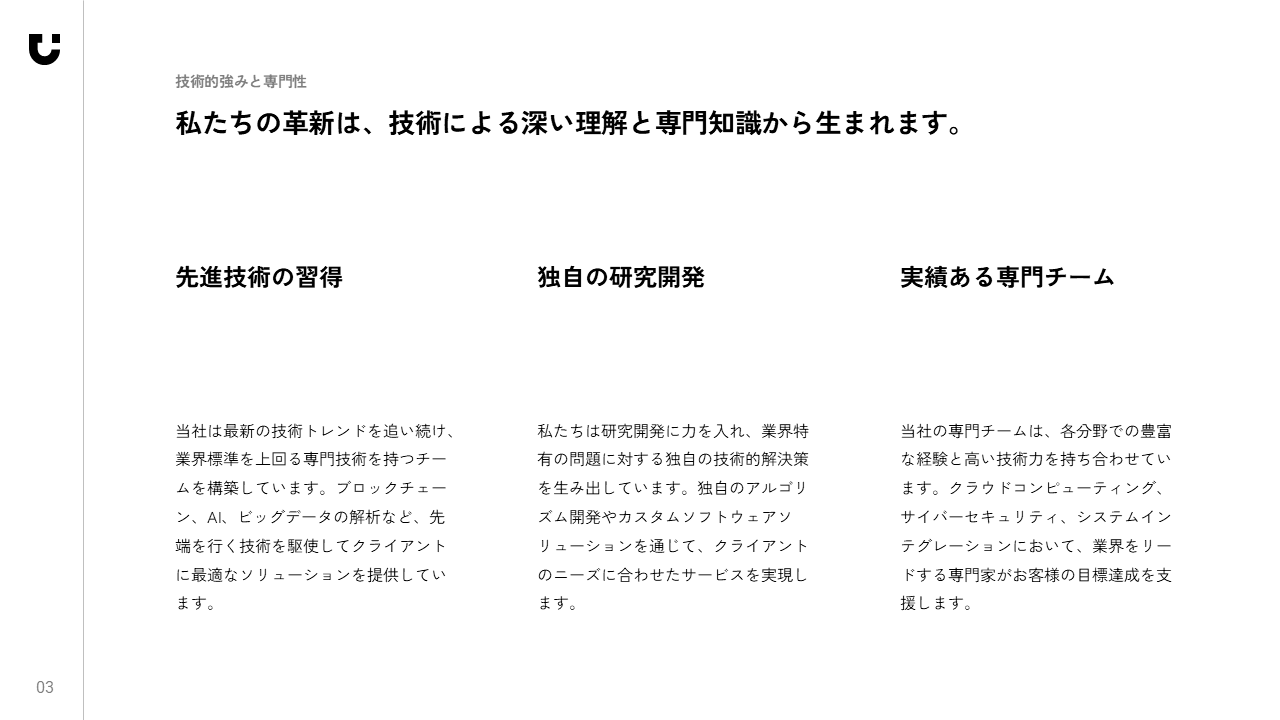 技術的強みと専門性
私たちの革新は、技術による深い理解と専門知識から生まれます。
先進技術の習得
当社は最新の技術トレンドを追い続け、
業界標準を上回る専門技術を持つチー
ムを構築しています。ブロックチェー
ン、AI、ビッグデータの解析など、先
端を行く技術を駆使してクライアント
に最適なソリューションを提供してい
ます。
独自の研究開発
私たちは研究開発に力を入れ、業界特
有の問題に対する独自の技術的解決策
を生み出しています。独自のアルゴリ
ズム開発やカスタムソフトウェアソ
リューションを通じて、クライアント
のニーズに合わせたサービスを実現し
ます。
実績ある専門チーム
当社の専門チームは、各分野での豊富
な経験と高い技術力を持ち合わせてい
ます。クラウドコンピューティング、
サイバーセキュリティ、システムイン
テグレーションにおいて、業界をリー
ドする専門家がお客様の目標達成を支
援します。
03